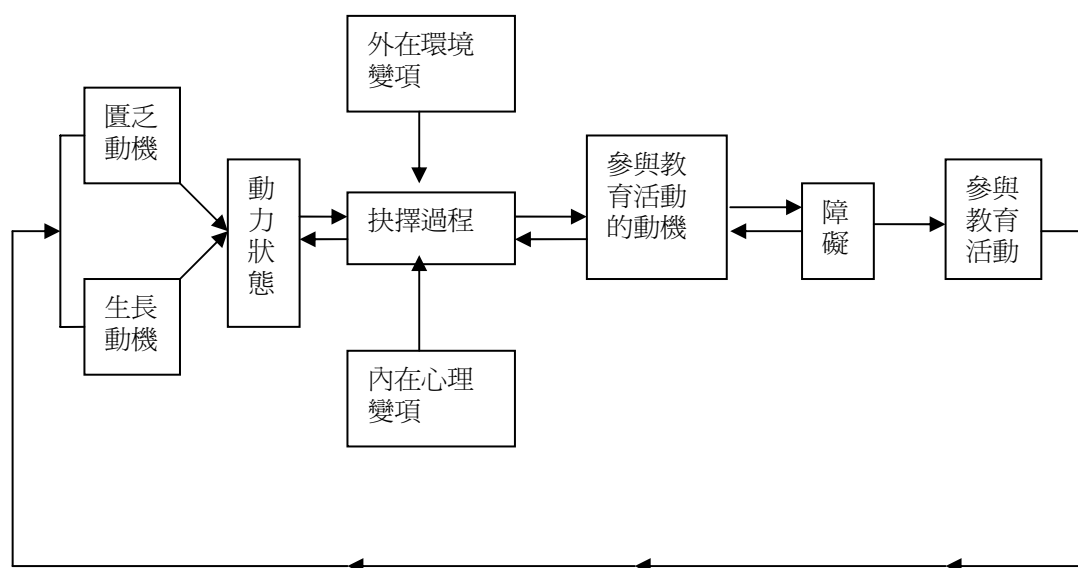 外在環境
變項
匱乏
動機
動
力
狀
態
抉擇過程
參與教
育活動
的動機
障
礙
參與
教育
活動
生長
動機
內在心理
變項